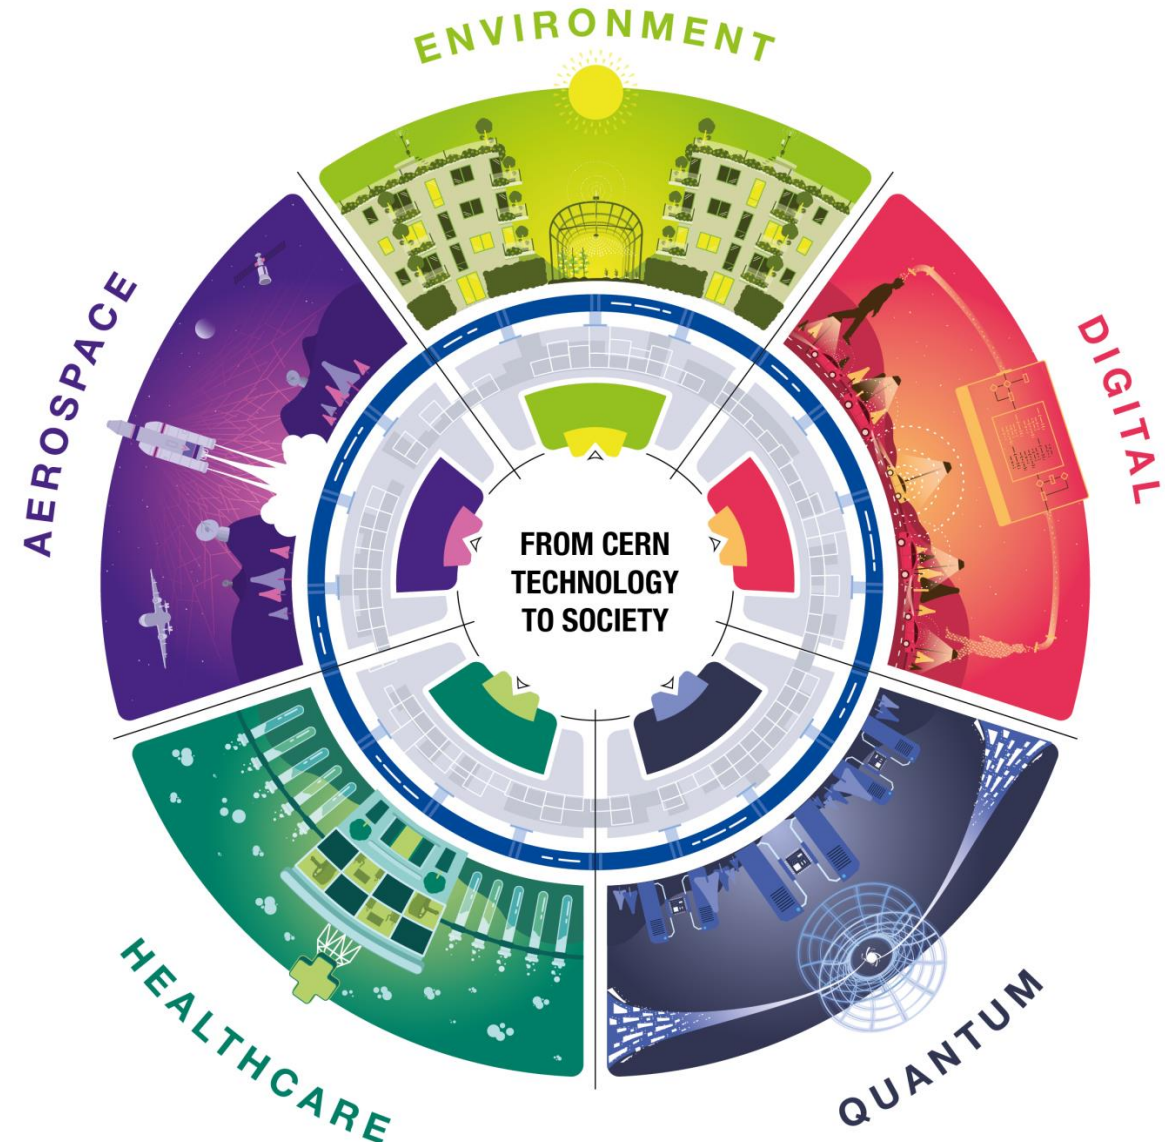 ENVIRONMENT
DIGITAL
AEROSPACE
FROM CERN
TECHNOLOGY
TO SOCIETY
HEALTHCARE
QUANTUM